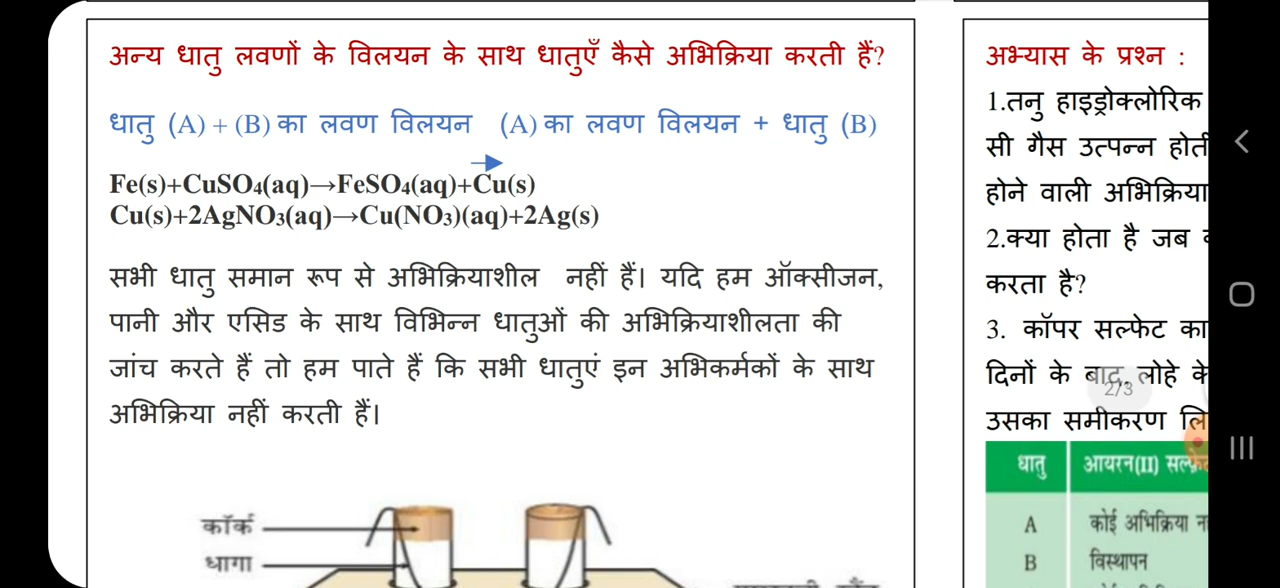 अन्य धातु लवणों के विलयन के साथ धातुएँ कैसे अभिक्रिया करती हैं?
धातु (A) + (B) का लवण विलयन (A) का लवण विलयन + धातु (B)
Fe(s)+CuSO4(aq)→FeSO4(aq)+Cu(s)
Cu(s)+2AgNO3(aq)→Cu(NO3)(aq)+2Ag(s)
सभी धातु समान रूप से अभिक्रियाशील नहीं हैं। यदि हम ऑक्सीजन,
पानी और एसिड के साथ विभिन्न धातुओं की अभिक्रियाशीलता की
जांच करते हैं तो हम पाते हैं कि सभी धातुएं इन अभिकर्मकों के साथ
अभिक्रिया नहीं करती हैं।
कॉर्क
धागा
अभ्यास के प्रश्न :
1.तनु हाइड्रोक्लोरिक
सी गैस उत्पन्न होती
होने वाली अभिक्रिया
2.क्या होता है जब
करता है?
3. कॉपर सल्फेट का
दिनों के बाद, लोहे के
2/3
उसका समीकरण
धातु आयरन(II)
A कोई अभिक्रिया
B विस्थापन